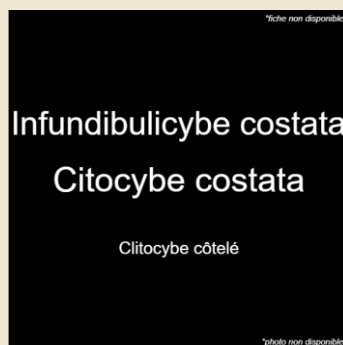 *fiche non disponible
Infundibulicybe costata
Citocybe costata
Clitocybe côtelé
*photo non disponible